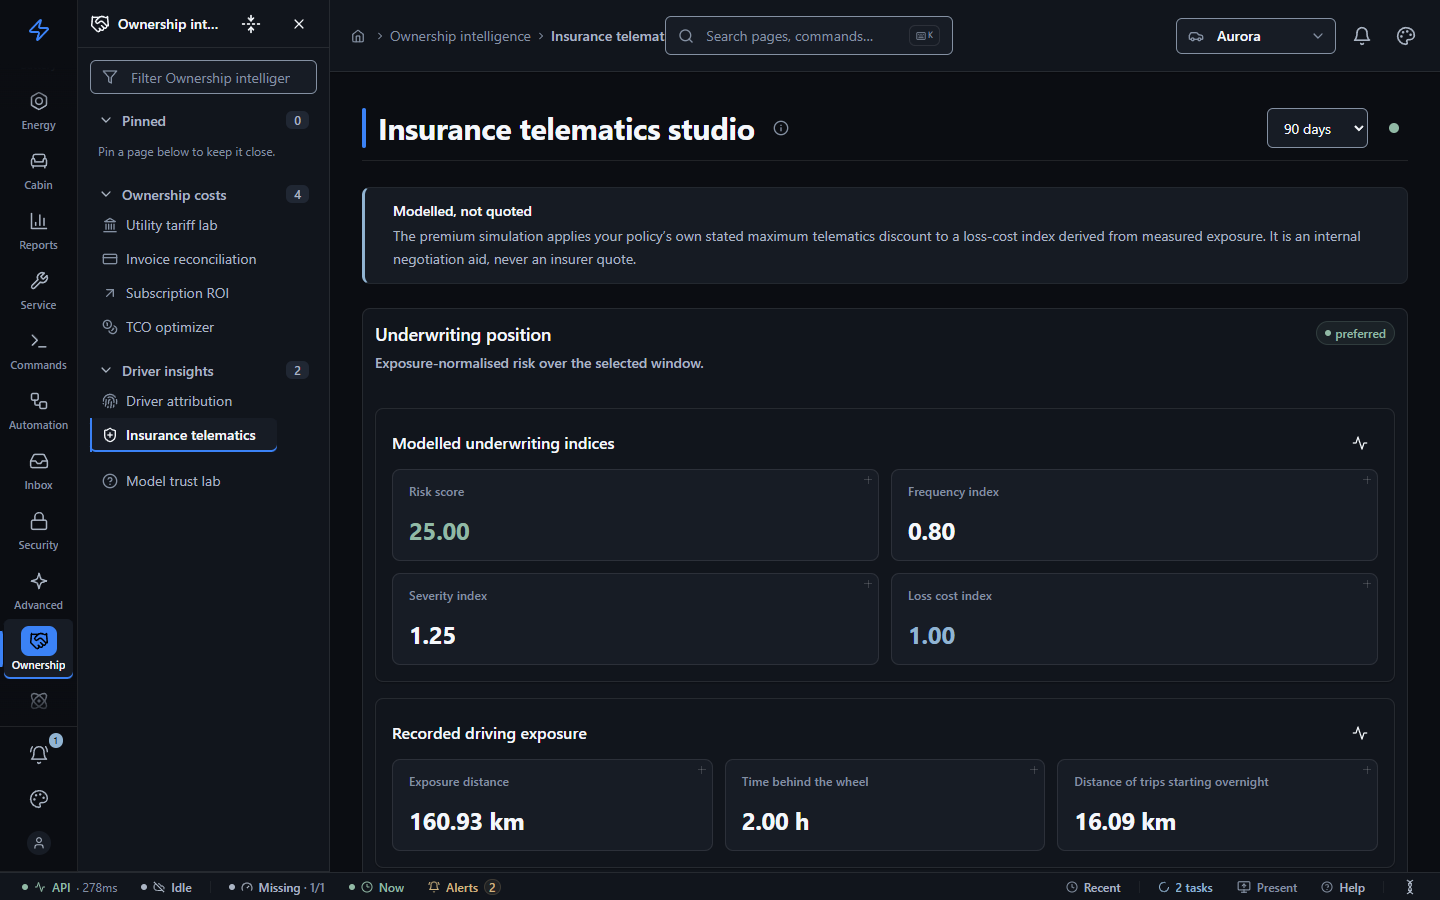 Ownership int...
Ownership intelligence
Insurance telemat
Search pages, commands...
K
Aurora
Energy
Cabin
Reports
Service
Commands
Automation
Inbox
Security
Advanced
Ownership
1
Filter Ownership intelliger
Pinned
0
Pin a page below to keep it close.
Ownership costs
4
Utility tariff lab
Invoice reconciliation
Subscription ROI
TCO optimizer
Driver insights
2
Driver attribution
Insurance telematics
Model trust lab
Insurance telematics studio
90 days
Modelled, not quoted
The premium simulation applies your policy's own stated maximum telematics discount to a loss-cost index derived from measured exposure. It is an internal
negotiation aid, never an insurer quote.
Underwriting position
preferred
Exposure-normalised risk over the selected window.
Modelled underwriting indices
Risk score
25.00
Frequency index
0.80
Severity index
1.25
Loss cost index
1.00
Recorded driving exposure
Exposure distance
160.93 km
Time behind the wheel
2.00 h
Distance of trips starting overnight
16.09 km
API · 278ms
Idle
Missing · 1/1
Now
Alerts 2
Recent
2 tasks
Present
Help